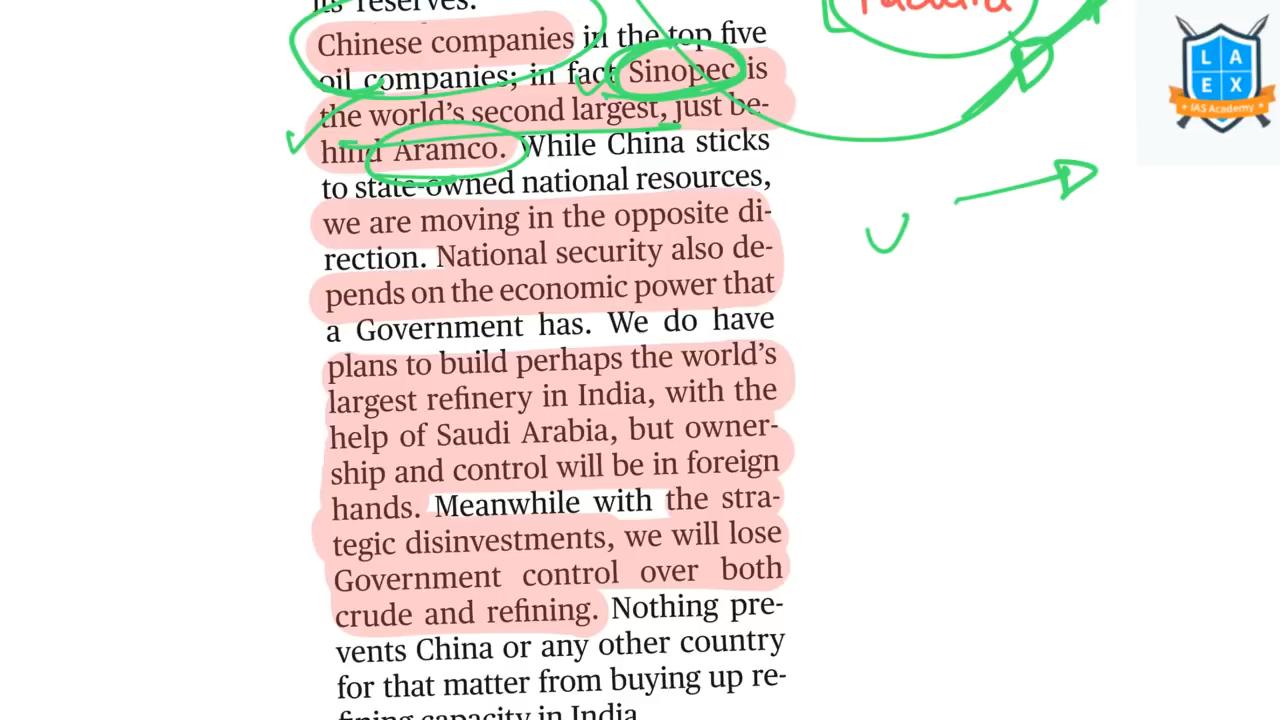 its reserves.
Chinese companies in the top five
oil companies; in fact Sinopec is
the world's second largest, just be-
hind Aramco. While China sticks
to state-owned national resources,
we are moving in the opposite di-
rection. National security also de-
pends on the economic power that
a Government has. We do have
plans to build perhaps the world's
largest refinery in India, with the
help of Saudi Arabia, but owner-
ship and control will be in foreign
hands. Meanwhile with the stra-
tegic disinvestments, we will lose
Government control over both
crude and refining. Nothing pre-
vents China or any other country
for that matter from buying up re-
fining capacity in India.
L A
E X
IAS Academy